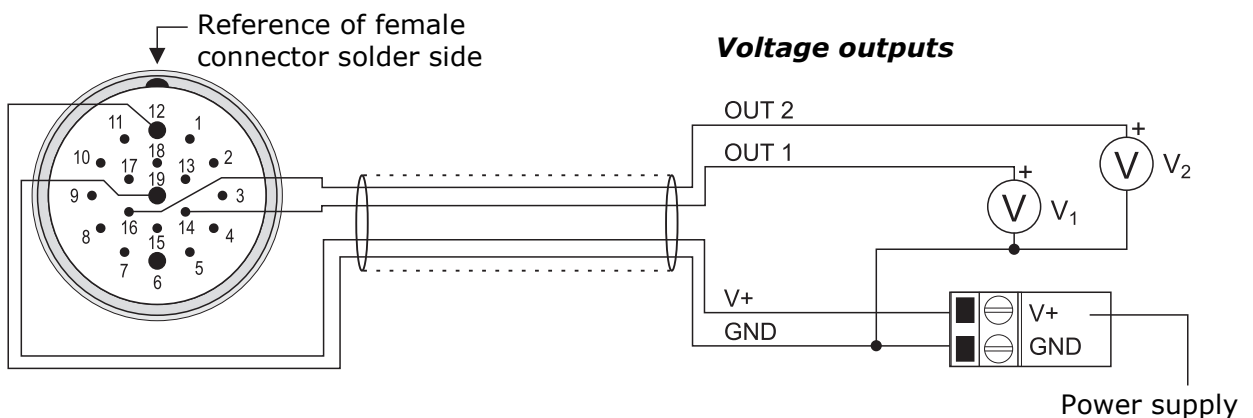 Reference of female
connector solder side
Voltage outputs
12
11
1
10
18
2
17
13
19
9
3
16
14
8
15
4
7
5
6
OUT 2
OUT 1
+
V
V2
+
V
V1
V+
GND
V+
GND
Power supply